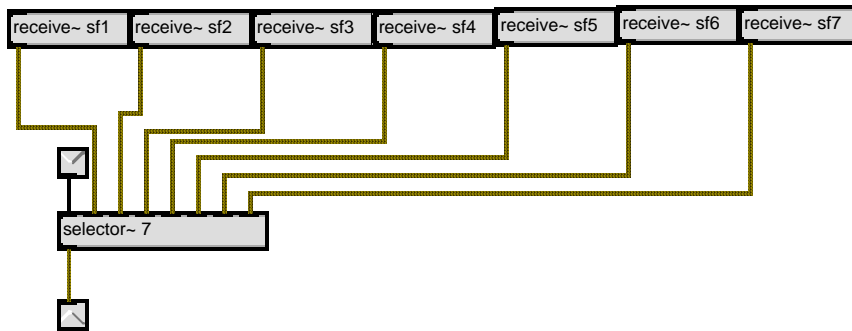 receive~ sf1
receive~ sf2
receive~ sf3
receive~ sf4
receive~ sf5
receive~ sf6
receive~ sf7
selector~ 7